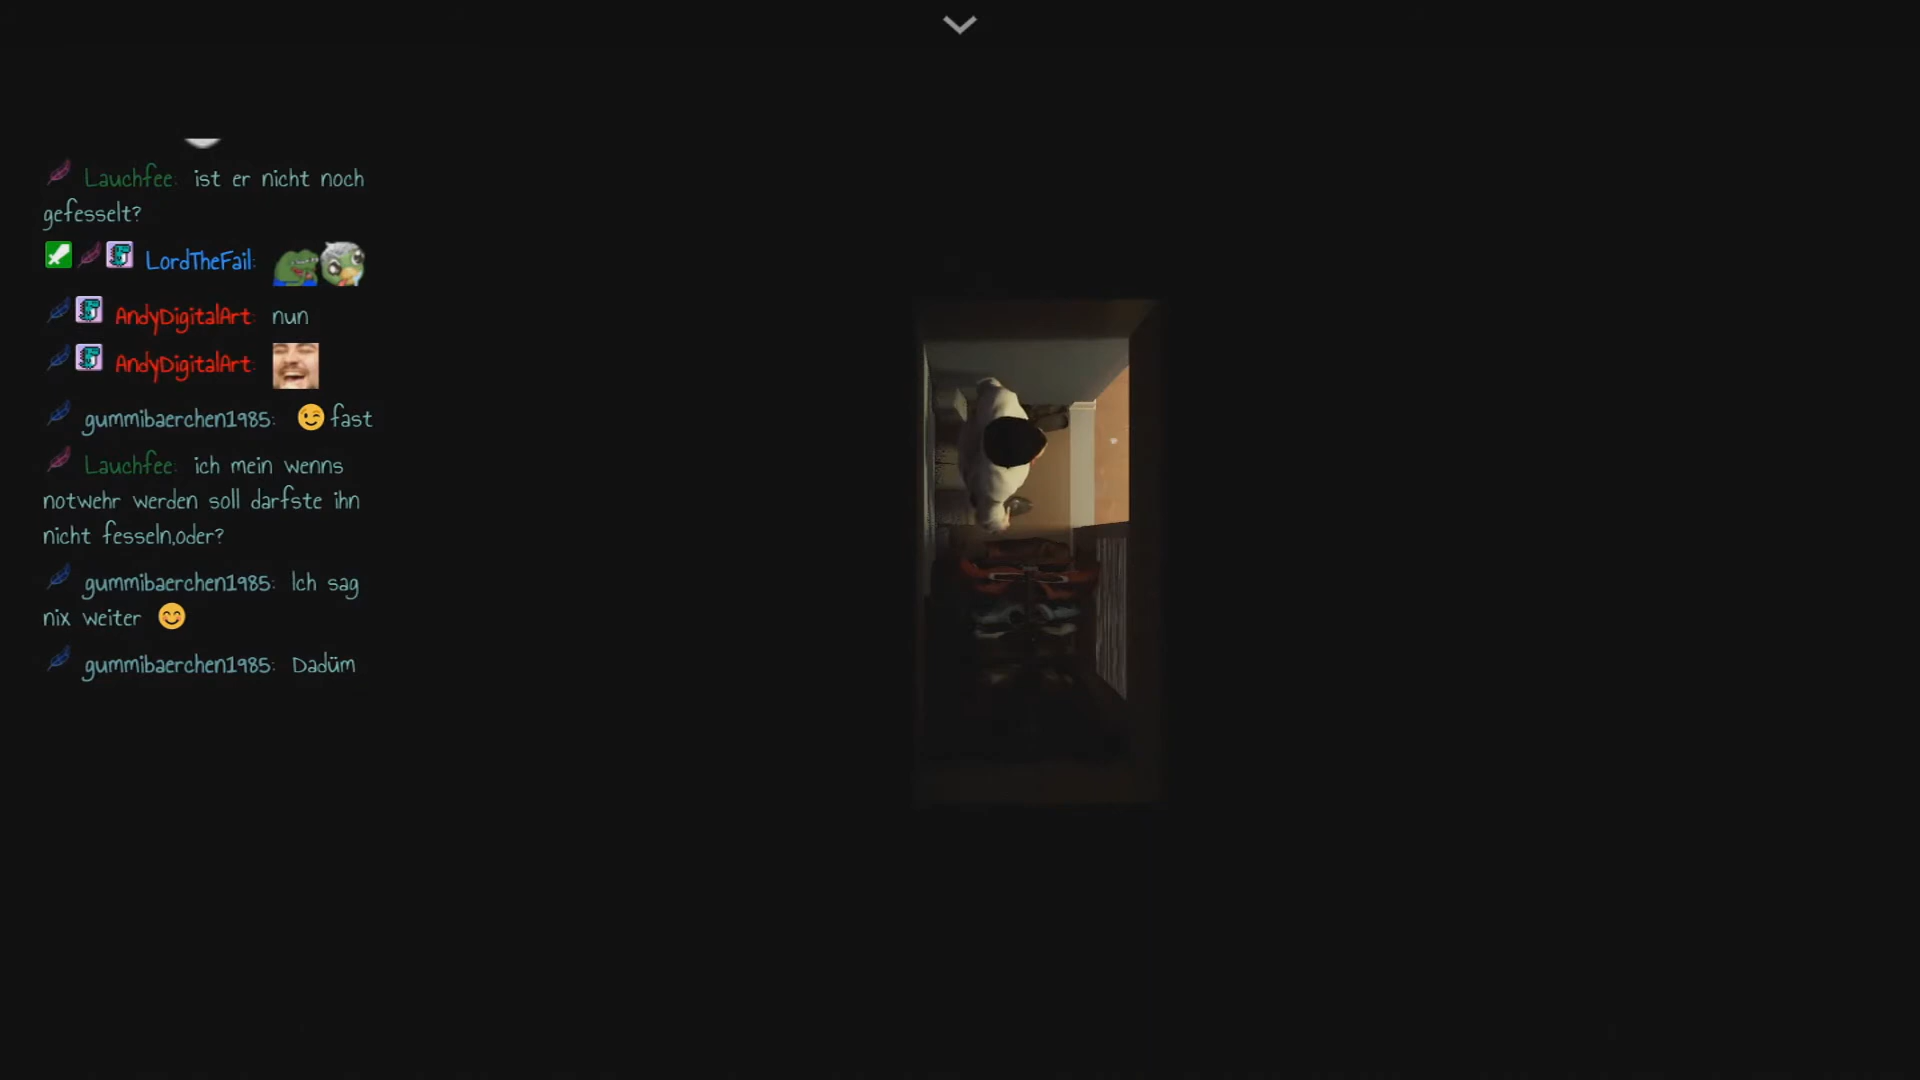 Lauchfee: ist er nicht noch
gefesselt?
LordTheFail:
AndyDigitalArt: nun
AndyDigitalArt:
gummibaerchen1985: 😉 fast
Lauchfee: ich mein wenns
notwehr werden soll darfste ihn
nicht fesseln,oder?
gummibaerchen1985: Ich sag
nix weiter 😊
gummibaerchen1985: Dadüm